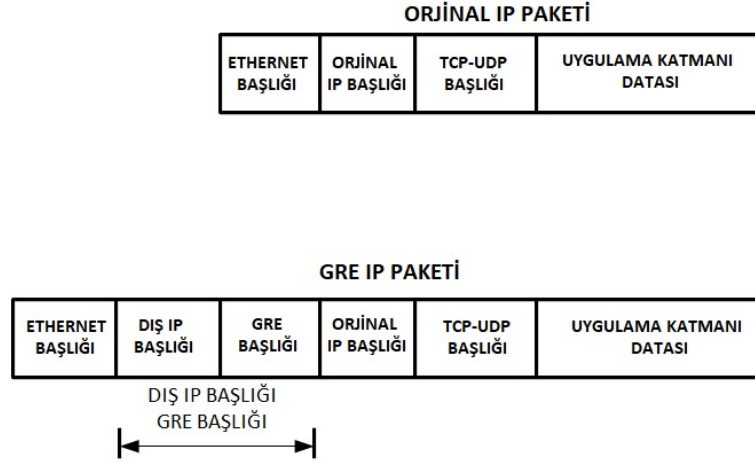 ORJİNAL IP PAKETİ
ETHERNET BAŞLIĞI
ORJİNAL IP BAŞLIĞI
TCP-UDP BAŞLIĞI
UYGULAMA KATMANI DATASI
GRE IP PAKETİ
ETHERNET BAŞLIĞI
DIŞ IP BAŞLIĞI
GRE BAŞLIĞI
ORJİNAL IP BAŞLIĞI
TCP-UDP BAŞLIĞI
UYGULAMA KATMANI DATASI
DIŞ IP BAŞLIĞI
GRE BAŞLIĞI